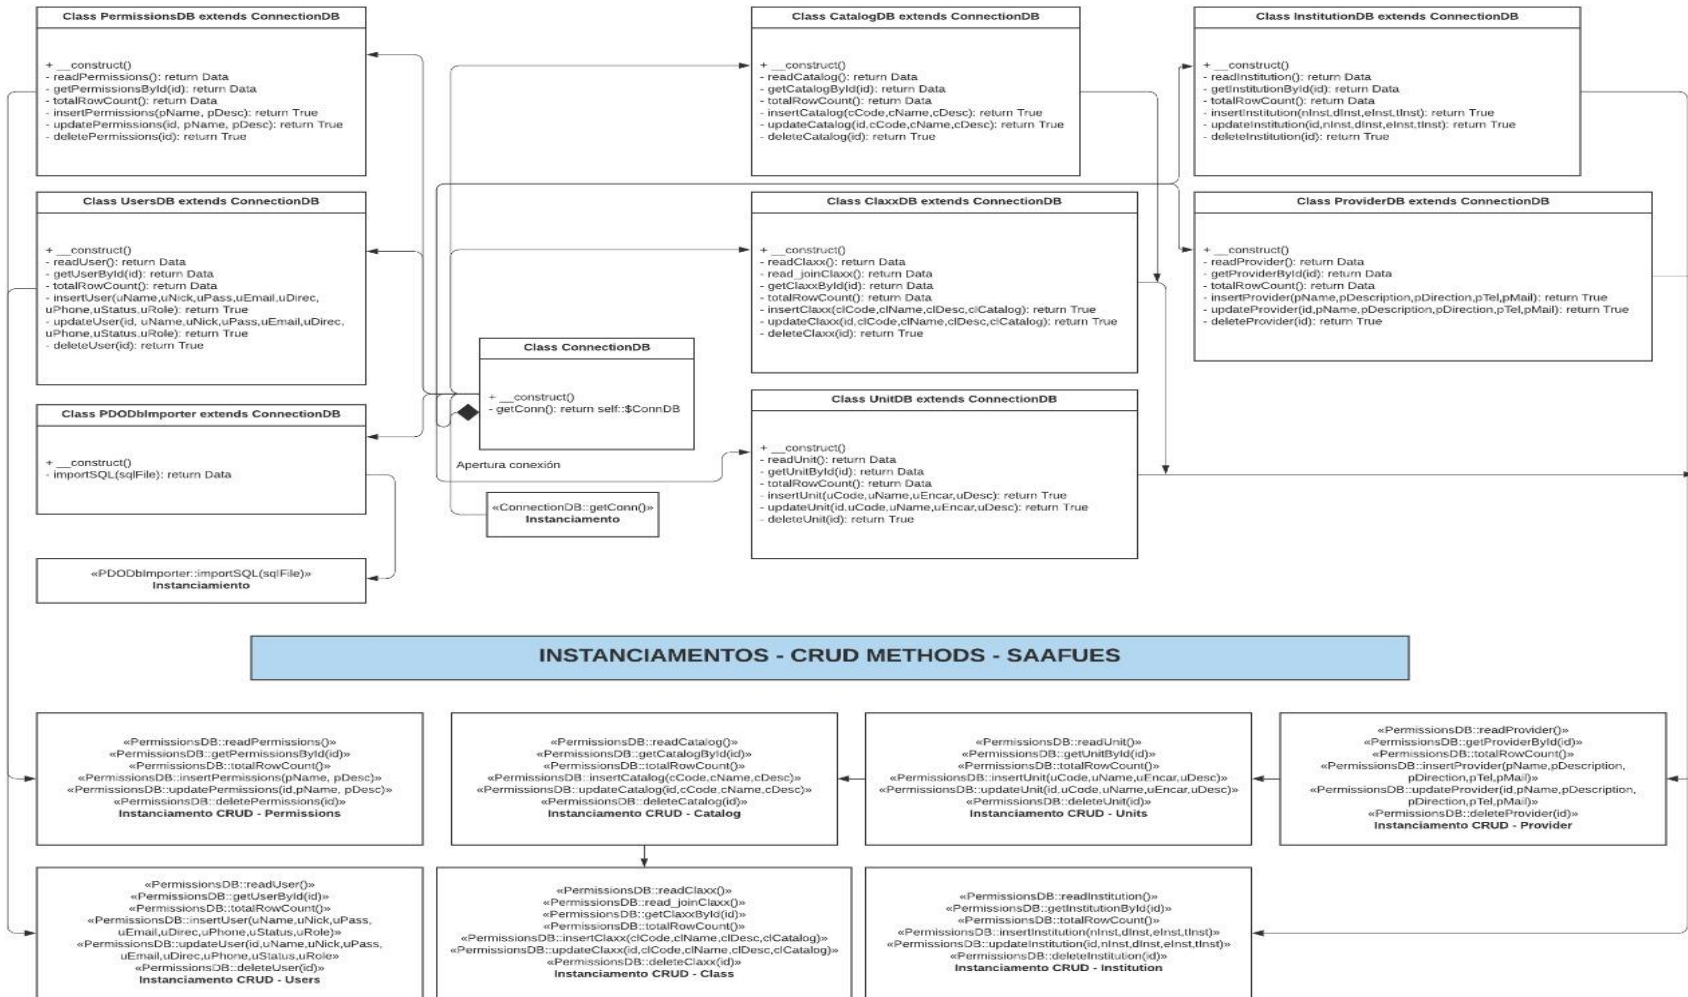 Class PermissionsDB extends ConnectionDB
+ __construct()
- readPermissions(): return Data
- getPermissionsById(id): return Data
- totalRowCount(): return Data
- insertPermissions(pName, pDesc): return True
- updatePermissions(id, pName, pDesc): return True
- deletePermissions(id): return True
Class CatalogDB extends ConnectionDB
+ __construct()
- readCatalog(): return Data
- getCatalogById(id): return Data
- totalRowCount(): return Data
- insertCatalog(cCode,cName,cDesc): return True
- updateCatalog(id,cCode,cName,cDesc): return True
- deleteCatalog(id): return True
Class InstitutionDB extends ConnectionDB
+ __construct()
- readInstitution(): return Data
- getInstitutionById(id): return Data
- totalRowCount(): return Data
- insertInstitution(nInst,dInst,eInst,tInst): return True
- updateInstitution(id,nInst,dInst,eInst,tInst): return True
- deleteInstitution(id): return True
Class UsersDB extends ConnectionDB
+ __construct()
- readUser(): return Data
- getUserById(id): return Data
- totalRowCount(): return Data
- insertUser(uName,uNick,uPass,uEmail,uDirec,
uPhone,uStatus,uRole): return True
- updateUser(id, uName,uNick,uPass,uEmail,uDirec,
uPhone,uStatus,uRole): return True
- deleteUser(id): return True
Class ClaxxDB extends ConnectionDB
+ __construct()
- readClaxx(): return Data
- read_joinClaxx(): return Data
- getClaxxById(id): return Data
- totalRowCount(): return Data
- insertClaxx(clCode,clName,clDesc,clCatalog): return True
- updateClaxx(id,clCode,clName,clDesc,clCatalog): return True
- deleteClaxx(id): return True
Class ProviderDB extends ConnectionDB
+ __construct()
- readProvider(): return Data
- getProviderById(id): return Data
- totalRowCount(): return Data
- insertProvider(pName,pDescription,pDirection,pTel,pMail): return True
- updateProvider(id,pName,pDescription,pDirection,pTel,pMail): return True
- deleteProvider(id): return True
Class ConnectionDB
+ __construct()
- getConn(): return self::$ConnDB
Class PDODbImporter extends ConnectionDB
+ __construct()
- importSQL(sqlFile): return Data
Class UnitDB extends ConnectionDB
+ __construct()
- readUnit(): return Data
- getUnitById(id): return Data
- totalRowCount(): return Data
- insertUnit(uCode,uName,uEncar,uDesc): return True
- updateUnit(id,uCode,uName,uEncar,uDesc): return True
- deleteUnit(id): return True
Apertura conexión
«ConnectionDB::getConn()»
Instanciamento
«PDODbImporter::importSQL(sqlFile)»
Instanciamiento
INSTANCIAMENTOS - CRUD METHODS - SAAFUES
«PermissionsDB::readPermissions()»
«PermissionsDB::getPermissionsById(id)»
«PermissionsDB::totalRowCount()»
«PermissionsDB::insertPermissions(pName, pDesc)»
«PermissionsDB::updatePermissions(id,pName, pDesc)»
«PermissionsDB::deletePermissions(id)»
Instanciamento CRUD - Permissions
«PermissionsDB::readCatalog()»
«PermissionsDB::getCatalogById(id)»
«PermissionsDB::totalRowCount()»
«PermissionsDB::insertCatalog(cCode,cName,cDesc)»
«PermissionsDB::updateCatalog(id,cCode,cName,cDesc)»
«PermissionsDB::deleteCatalog(id)»
Instanciamento CRUD - Catalog
«PermissionsDB::readUnit()»
«PermissionsDB::getUnitById(id)»
«PermissionsDB::totalRowCount()»
«PermissionsDB::insertUnit(uCode,uName,uEncar,uDesc)»
«PermissionsDB::updateUnit(id,uCode,uName,uEncar,uDesc)»
«PermissionsDB::deleteUnit(id)»
Instanciamento CRUD - Units
«PermissionsDB::readProvider()»
«PermissionsDB::getProviderById(id)»
«PermissionsDB::totalRowCount()»
«PermissionsDB::insertProvider(pName,pDescription,
pDirection,pTel,pMail)»
«PermissionsDB::updateProvider(id,pName,pDescription,
pDirection,pTel,pMail)»
«PermissionsDB::deleteProvider(id)»
Instanciamento CRUD - Provider
«PermissionsDB::readUser()»
«PermissionsDB::getUserById(id)»
«PermissionsDB::totalRowCount()»
«PermissionsDB::insertUser(uName,uNick,uPass,
uEmail,uDirec,uPhone,uStatus,uRole)»
«PermissionsDB::updateUser(id,uName,uNick,uPass,
uEmail,uDirec,uPhone,uStatus,uRole»
«PermissionsDB::deleteUser(id)»
Instanciamento CRUD - Users
«PermissionsDB::readClaxx()»
«PermissionsDB::read_joinClaxx()»
«PermissionsDB::getClaxxById(id)»
«PermissionsDB::totalRowCount()»
«PermissionsDB::insertClaxx(clCode,clName,clDesc,clCatalog)»
«PermissionsDB::updateClaxx(id,clCode,clName,clDesc,clCatalog)»
«PermissionsDB::deleteClaxx(id)»
Instanciamento CRUD - Class
«PermissionsDB::readInstitution()»
«PermissionsDB::getInstitutionById(id)»
«PermissionsDB::totalRowCount()»
«PermissionsDB::insertInstitution(nInst,dInst,eInst,tInst)»
«PermissionsDB::updateInstitution(id,nInst,dInst,eInst,tInst)»
«PermissionsDB::deleteInstitution(id)»
Instanciamento CRUD - Institution